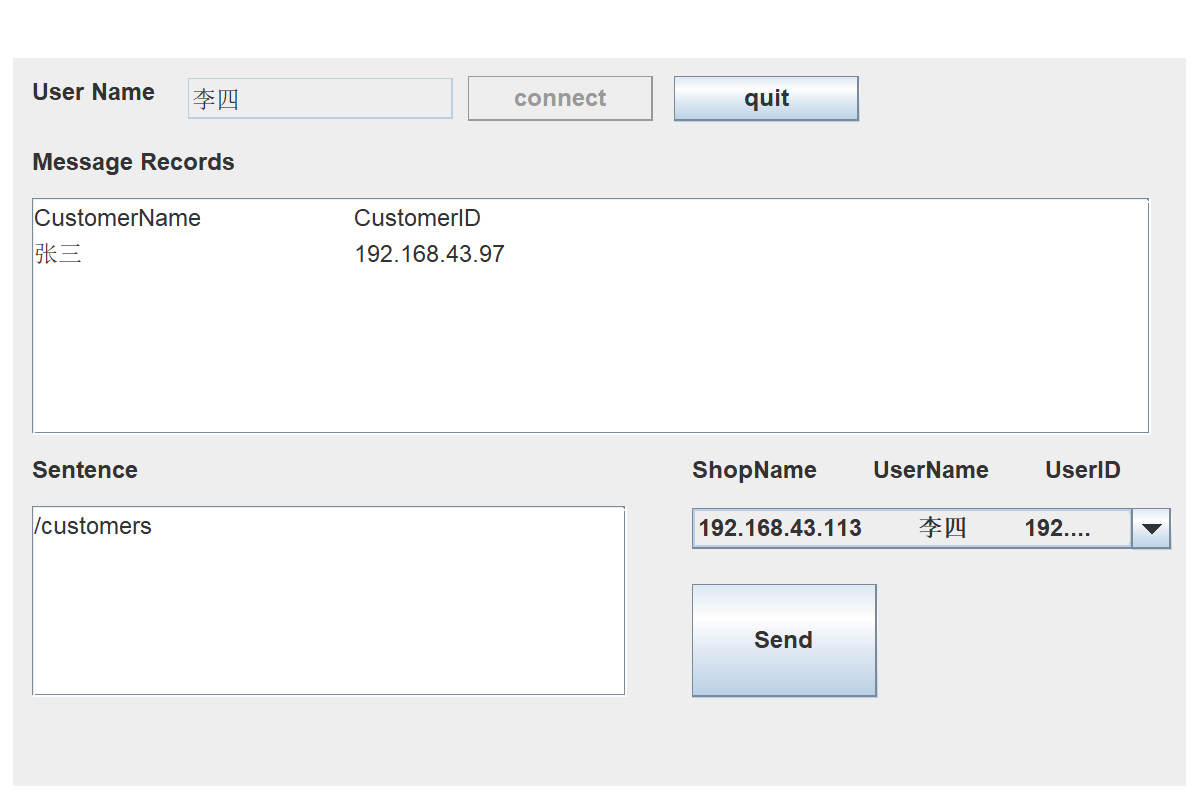 User Name 李四 connect quit
Message Records
CustomerName CustomerID
张三 192.168.43.97
Sentence ShopName UserName UserID
/customers 192.168.43.113 李四 192....
Send